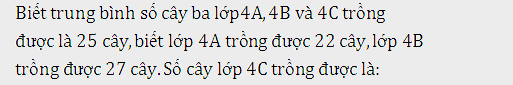 Biết trung bình số cây ba lớp4A, 4B và 4C trồng
được là 25 cây, biết lớp 4A trồng được 22 cây, lớp 4B
trồng được 27 cây. Số cây lớp 4C trồng được là: